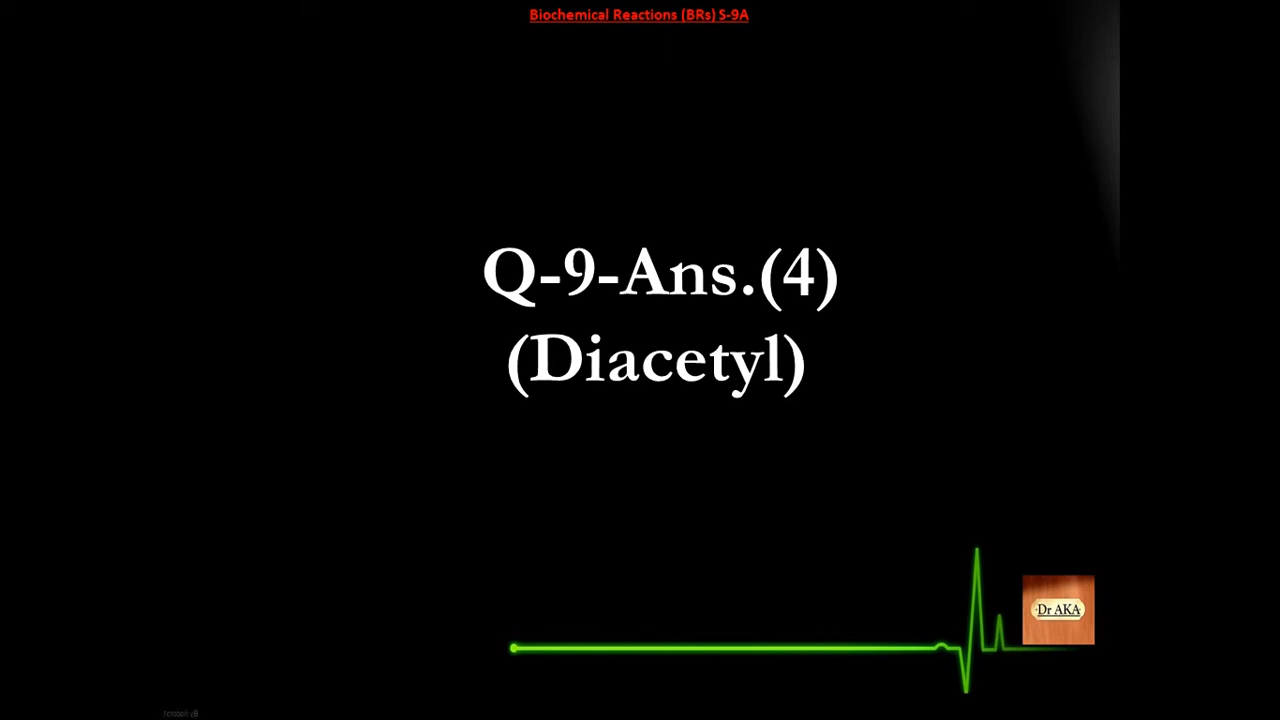 Biochemical Reactions (BRs) S-9A
Q-9-Ans.(4)
(Diacetyl)
Dr AKA